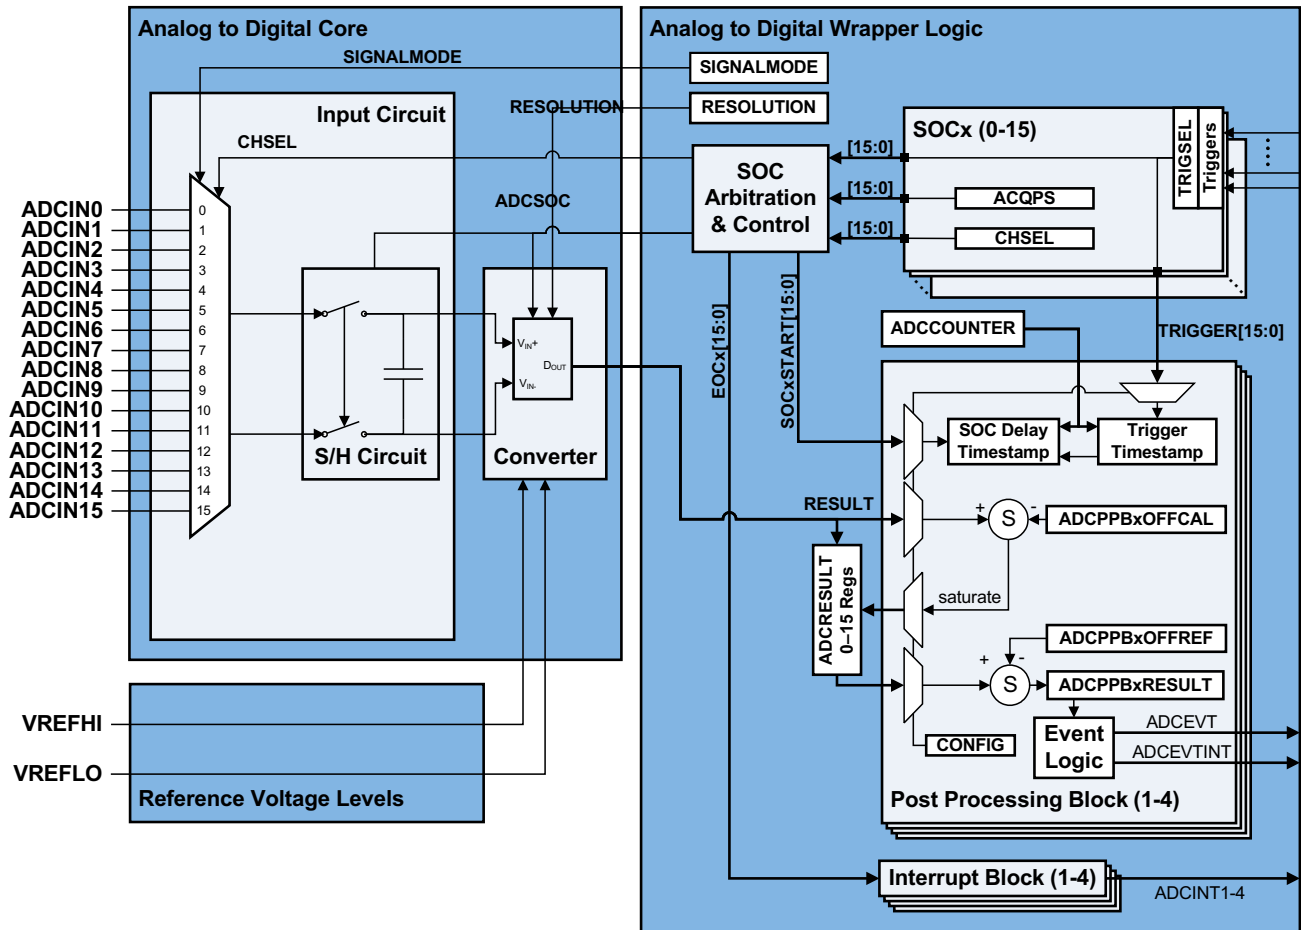 Analog to Digital Core
SIGNALMODE
RESOLUTION
Input Circuit
CHSEL
ADCSOC
ADCIN0
ADCIN1
ADCIN2
ADCIN3
ADCIN4
ADCIN5
ADCIN6
ADCIN7
ADCIN8
ADCIN9
ADCIN10
ADCIN11
ADCIN12
ADCIN13
ADCIN14
ADCIN15
0
1
2
3
4
5
6
7
8
9
10
11
12
13
14
15
S/H Circuit
VIN+
DOUT
VIN-
Converter
VREFHI
VREFLO
Reference Voltage Levels
Analog to Digital Wrapper Logic
SIGNALMODE
RESOLUTION
SOC
Arbitration
& Control
[15:0]
[15:0]
[15:0]
SOCx (0-15)
TRIGSEL
Triggers
ACQPS
CHSEL
EOCx[15:0]
SOCxSTART[15:0]
ADCCOUNTER
TRIGGER[15:0]
SOC Delay
Timestamp
Trigger
Timestamp
RESULT
+
S
-
ADCPPBxOFFCAL
ADCRESULT
0–15 Regs
saturate
ADCPPBxOFFREF
+
-
S
ADCPPBxRESULT
CONFIG
Event
Logic
ADCEVT
ADCEVTINT
Post Processing Block (1-4)
Interrupt Block (1-4)
ADCINT1-4